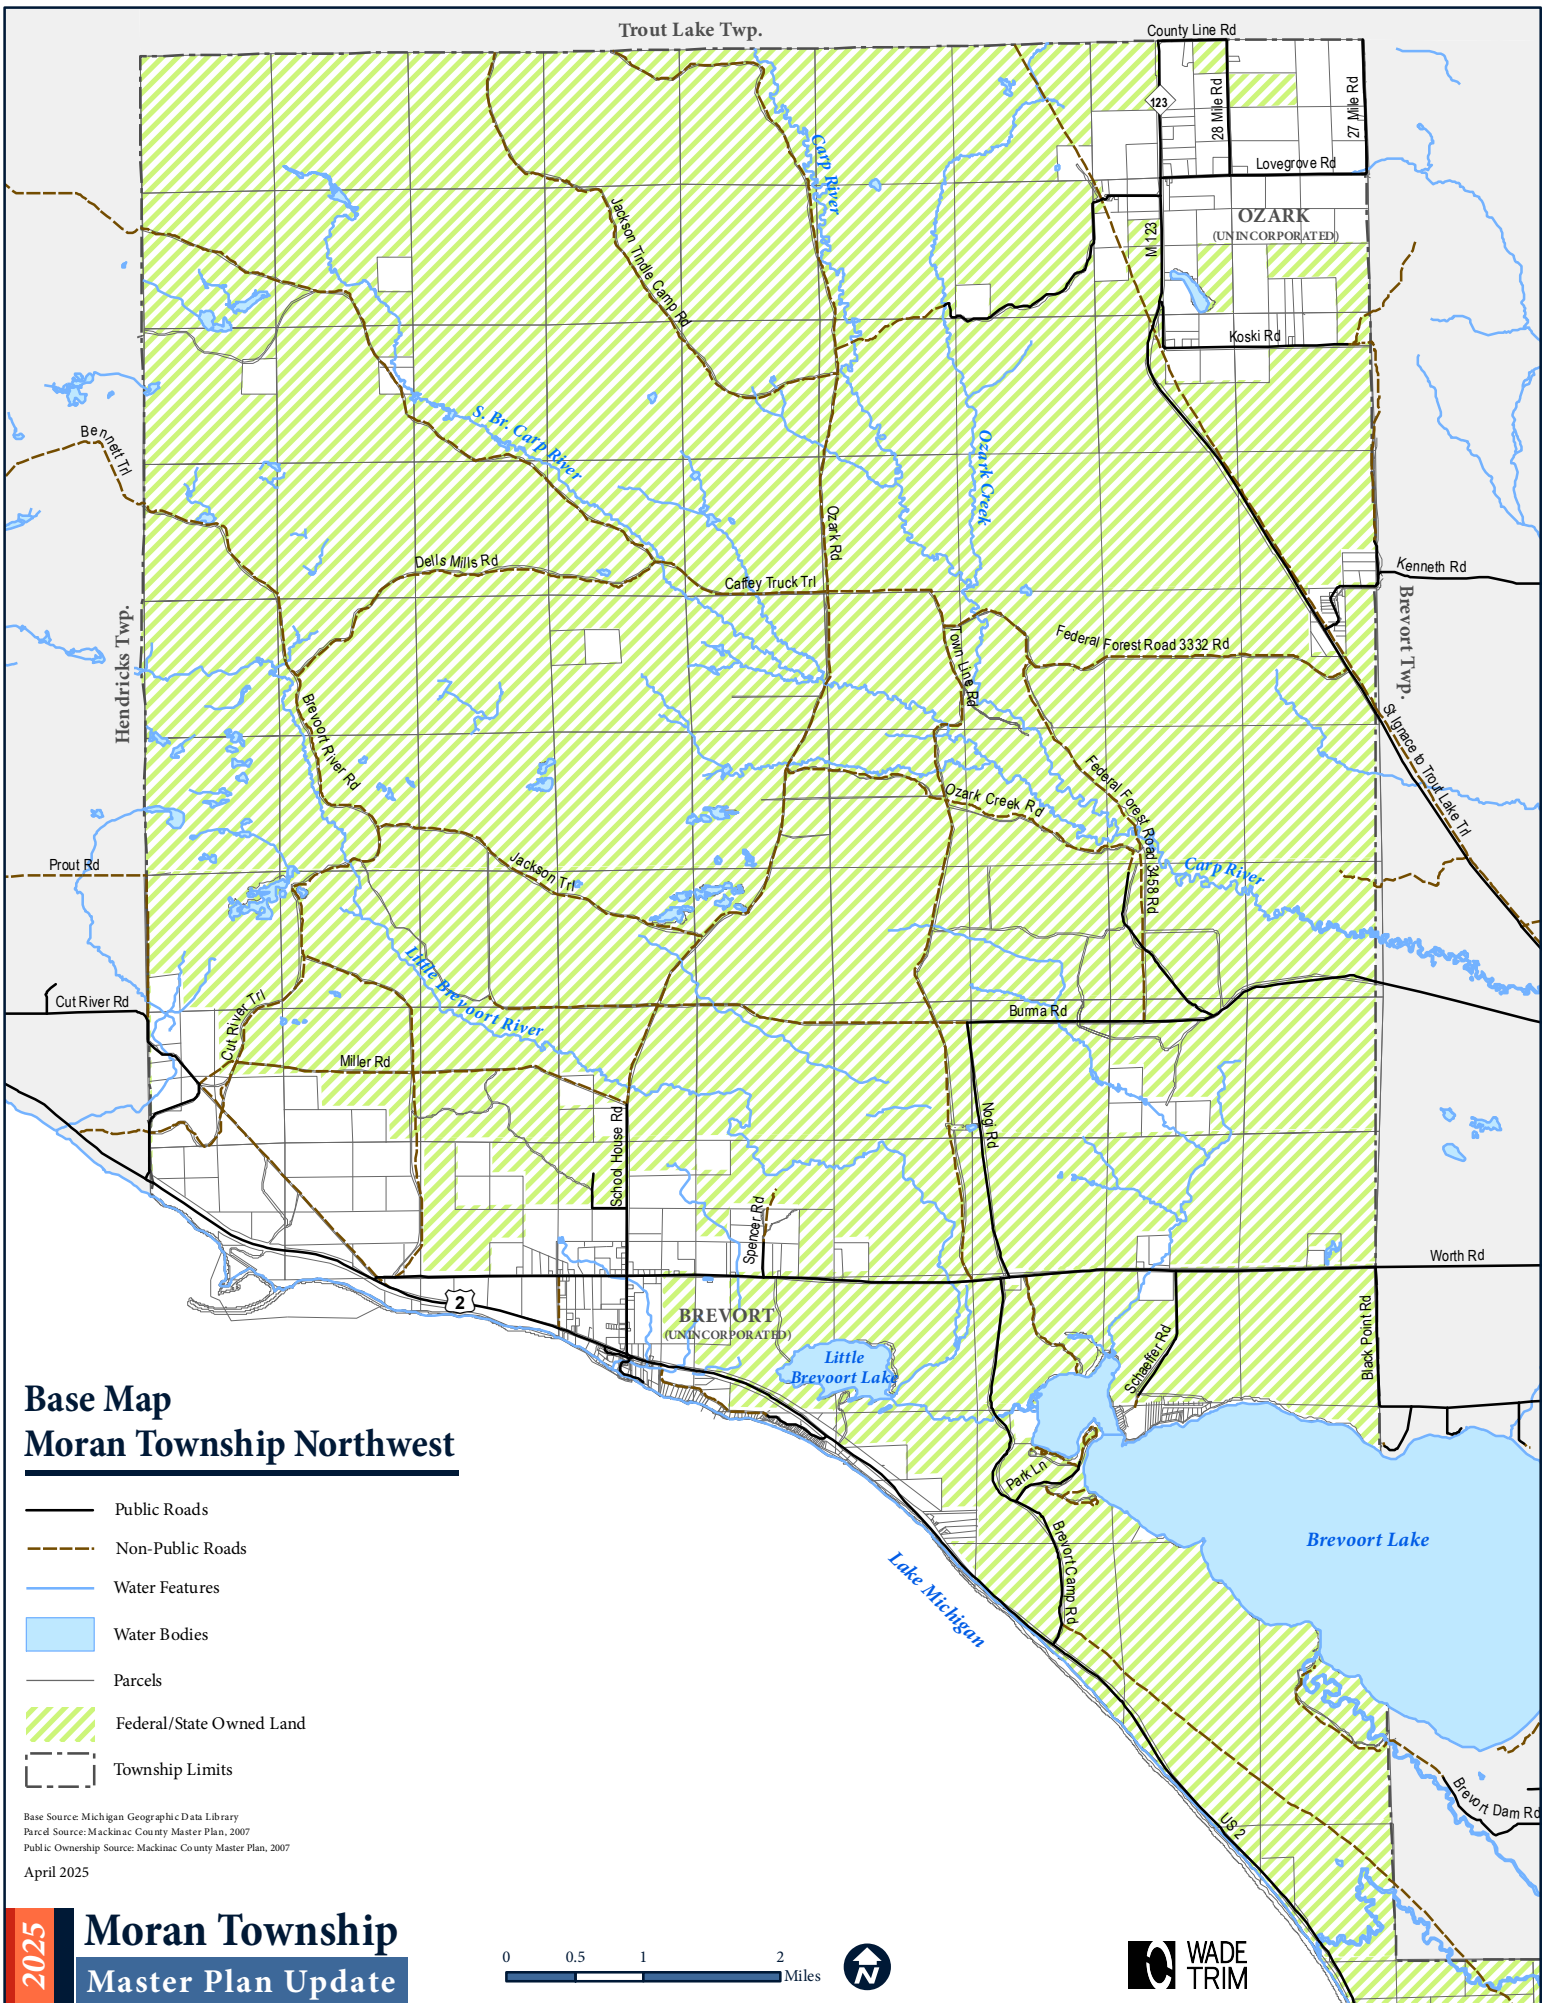 Trout Lake Twp.
County Line Rd
123
28 Mile Rd
27 Mile Rd
Lovegrove Rd
Carp River
OZARK
(UNINCORPORATED)
M 123
Jackson Tindle Camp Rd
Koski Rd
S. Br. Carp River
Bennett Trl
Ozark Creek
Ozark Rd
Dells Mills Rd
Caffey Truck Trl
Kenneth Rd
Hendricks Twp.
Brevort Twp.
Town Line Rd
Federal Forest Road 3332 Rd
Brevoort River Rd
St Ignace to Trout Lake Trl
Federal Forest Road 3458 Rd
Ozark Creek Rd
Prout Rd
Jackson Trl
Carp River
Little Brevoort River
Cut River Rd
Cut River Trl
Burma Rd
Miller Rd
School House Rd
Nogi Rd
Spencer Rd
Worth Rd
2
BREVORT
(UNINCORPORATED)
Little
Brevoort Lake
Schaeffer Rd
Black Point Rd
Park Ln
Brevort Camp Rd
Brevoort Lake
Lake Michigan
US 2
Brevort Dam Rd
Base Map
Moran Township Northwest
Public Roads
Non-Public Roads
Water Features
Water Bodies
Parcels
Federal/State Owned Land
Township Limits
Base Source: Michigan Geographic Data Library
Parcel Source: Mackinac County Master Plan, 2007
Public Ownership Source: Mackinac County Master Plan, 2007
April 2025
2025
Moran Township
Master Plan Update
0 0.5 1 2
Miles
N
WADE
TRIM